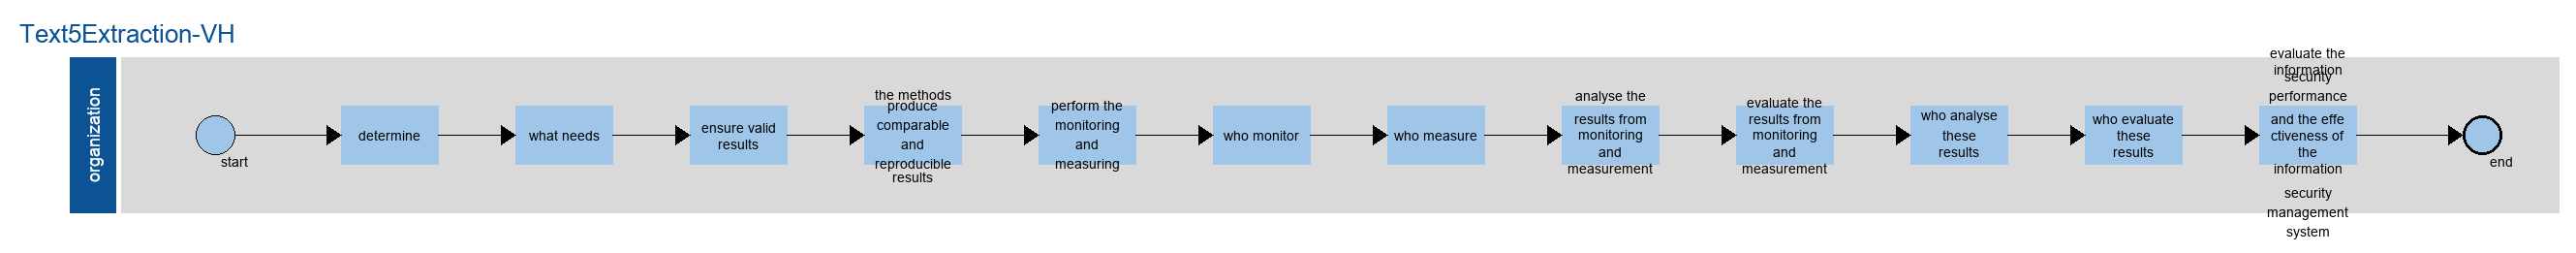 Text5Extraction-VH
organization
start
determine
what needs
ensure valid
results
the methods
produce
comparable
and
reproducible
results
perform the
monitoring
and
measuring
who monitor
who measure
analyse the
results from
monitoring
and
measurement
evaluate the
results from
monitoring
and
measurement
who analyse
these
results
who evaluate
these
results
evaluate the
information
security
performance
and the effe
ctiveness of
the
information
security
management
system
end